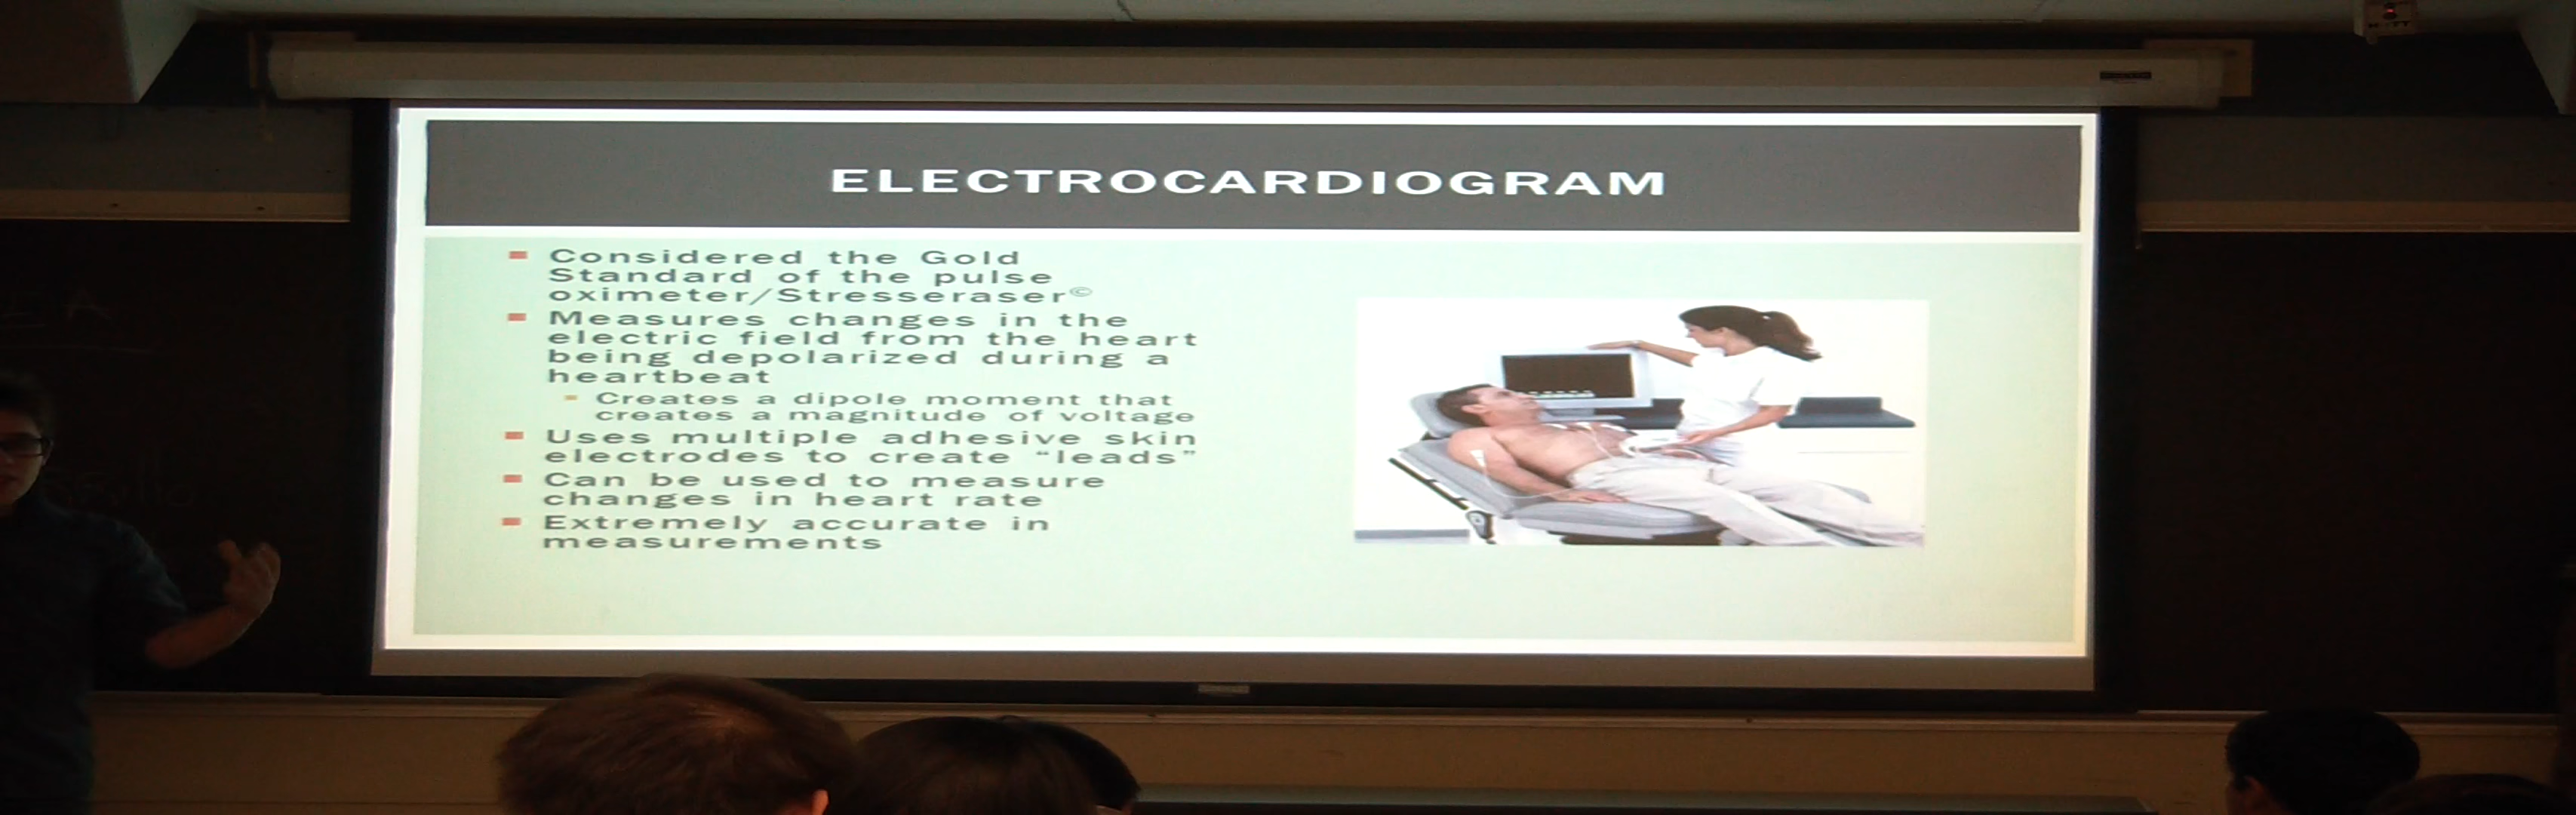 ELECTROCARDIOGRAM
Considered the Gold
Standard of the pulse
oximeter/Stresseraser©
Measures changes in the
electric field from the heart
being depolarized during a
heartbeat
Creates a dipole moment that
creates a magnitude of voltage
Uses multiple adhesive skin
electrodes to create “leads”
Can be used to measure
changes in heart rate
Extremely accurate in
measurements